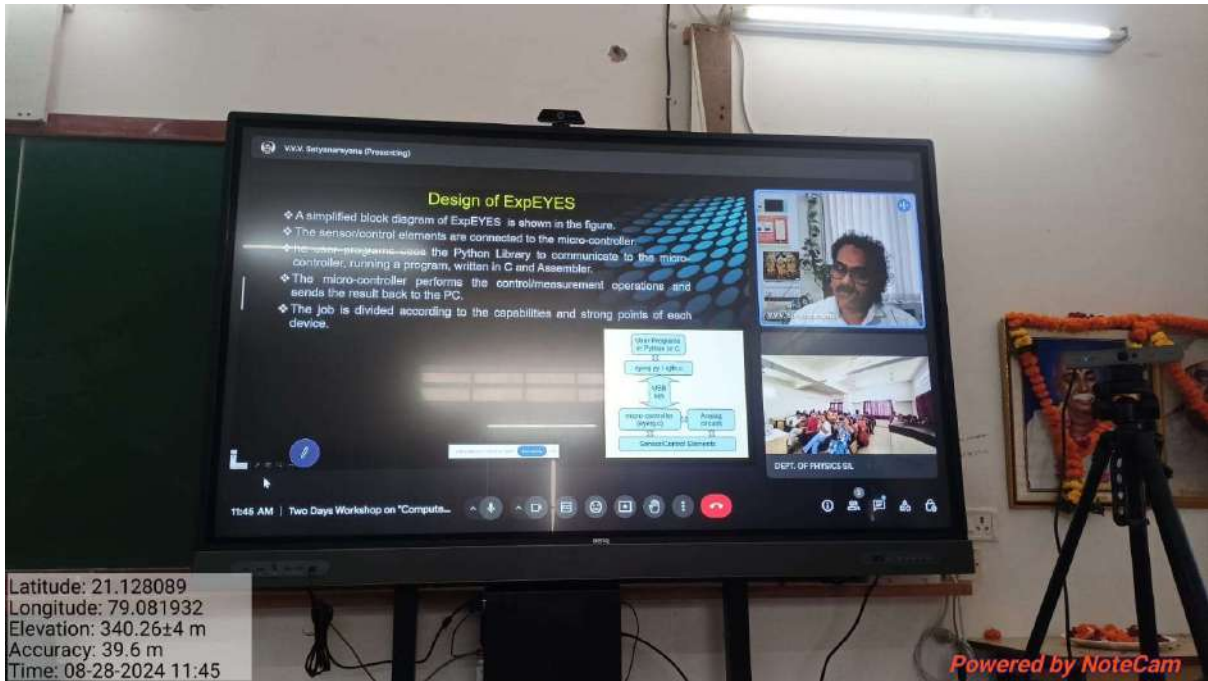 V.V.V. Satyanarayana (Presenting)
Design of ExpEYES
❖ A simplified block diagram of ExpEYES is shown in the figure.
❖ The sensor/control elements are connected to the micro-controller.
the Python Library to communicate to the micro-
controller, running a program, written in C and Assembler.
❖ The micro-controller performs the control/measurement operations and
sends the result back to the PC.
❖ The job is divided according to the capabilities and strong points of each
device.
User Programs
in Python or C
USB
micro-controller
Analog
Sensor/Control Elements
DEPT. OF PHYSICS SIL
11:45 AM | Two Days Workshop on "Compute...
BenQ
Latitude: 21.128089
Longitude: 79.081932
Elevation: 340.26±4 m
Accuracy: 39.6 m
Time: 08-28-2024 11:45
Powered by NoteCam